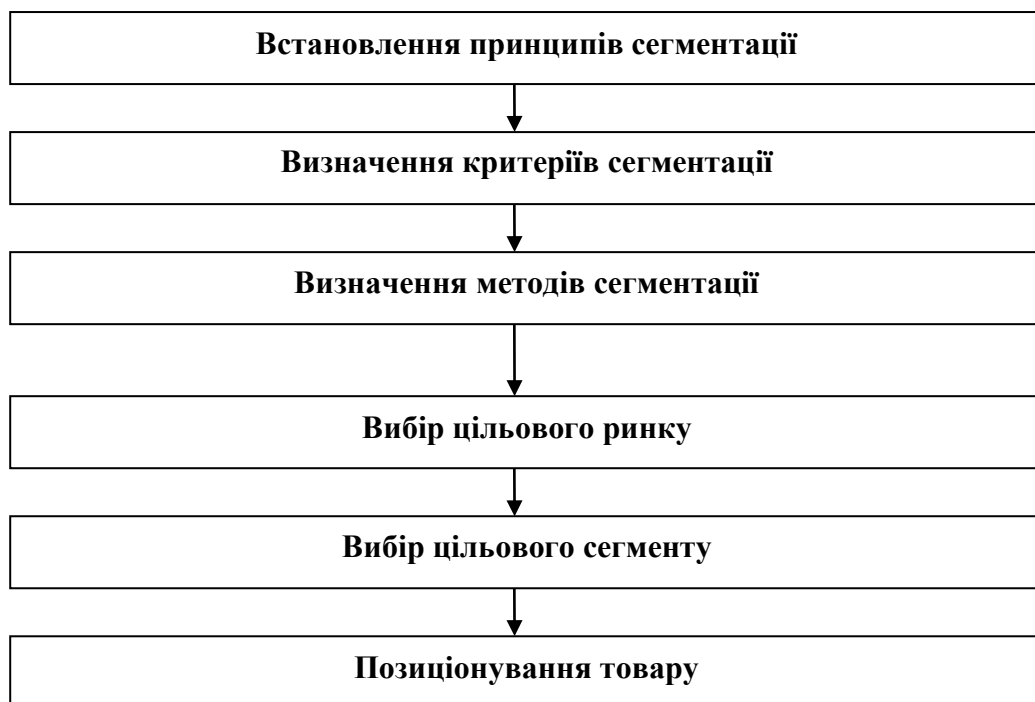 Встановлення принципів сегментації
Визначення критеріїв сегментації
Визначення методів сегментації
Вибір цільового ринку
Вибір цільового сегменту
Позиціонування товару